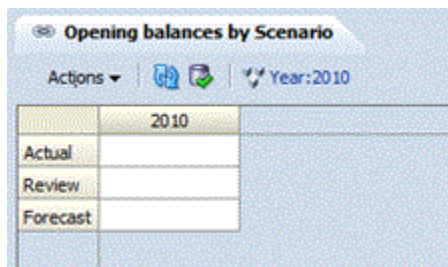 Opening balances by Scenario
Actions Year:2010
2010
Actual
Review
Forecast